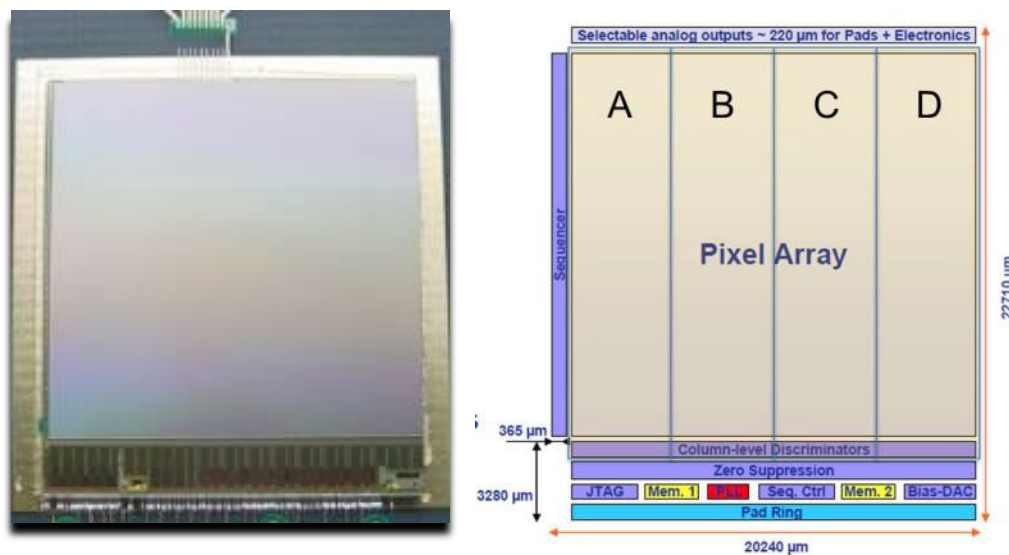 Selectable analog outputs ~ 220 µm for Pads + Electronics
A B C D
Sequencer
Pixel Array
22710 µm
365 µm
Column-level Discriminators
Zero Suppression
3280 µm
JTAG Mem. 1 PLL Seq. Ctrl Mem. 2 Bias-DAC
Pad Ring
20240 µm